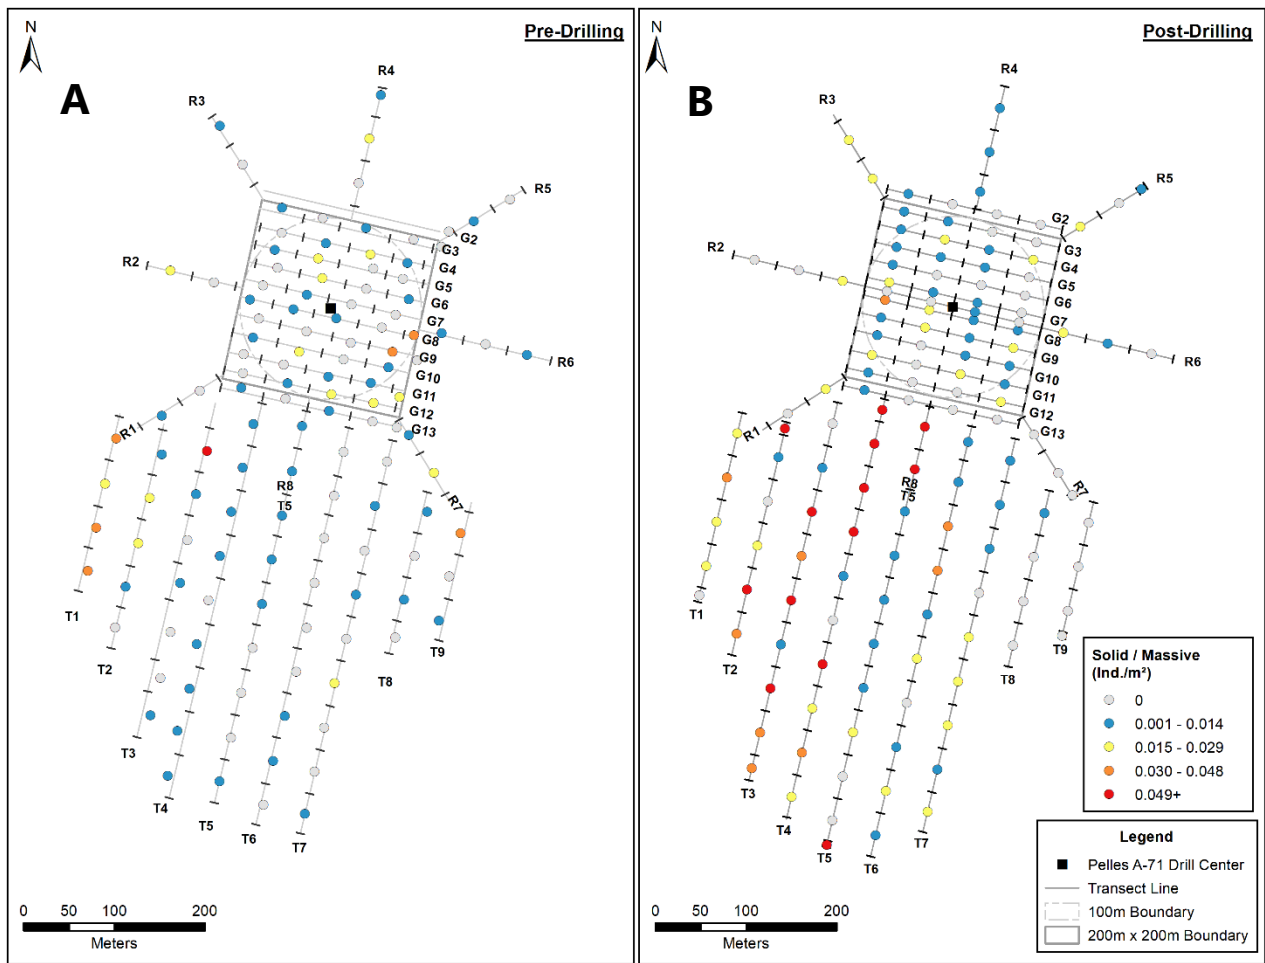 N
Pre-Drilling
A
R4
R3
R5
G2
G3
R2
G4
G5
G6
G7
G8
R6
G9
G10
G11
G12
R1
G13
R8
T5
R7
T1
T2
T9
T8
T3
T4
T5
T6
T7
0 50 100 200
Meters
N
Post-Drilling
B
R4
R3
R5
G2
R2
G3
G4
G5
G6
G7
G8
R6
G9
G10
G11
G12
R1
G13
R8
T5
R7
T1
T2
T9
T8
T3
T4
T5
T6
T7
Solid / Massive
(Ind./m²)
0
0.001 - 0.014
0.015 - 0.029
0.030 - 0.048
0.049+
Legend
Pelles A-71 Drill Center
Transect Line
100m Boundary
200m x 200m Boundary
0 50 100 200
Meters